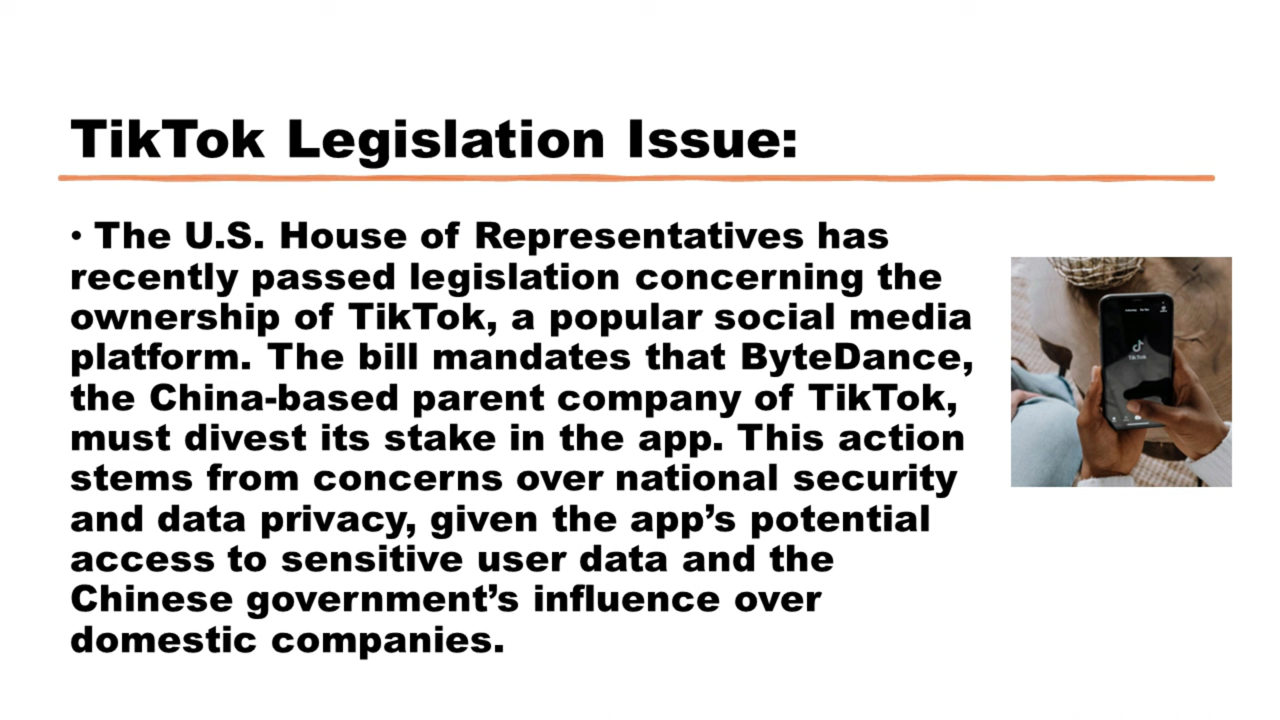 TikTok Legislation Issue:
• The U.S. House of Representatives has
recently passed legislation concerning the
ownership of TikTok, a popular social media
platform. The bill mandates that ByteDance,
the China-based parent company of TikTok,
must divest its stake in the app. This action
stems from concerns over national security
and data privacy, given the app’s potential
access to sensitive user data and the
Chinese government’s influence over
domestic companies.
TikTok